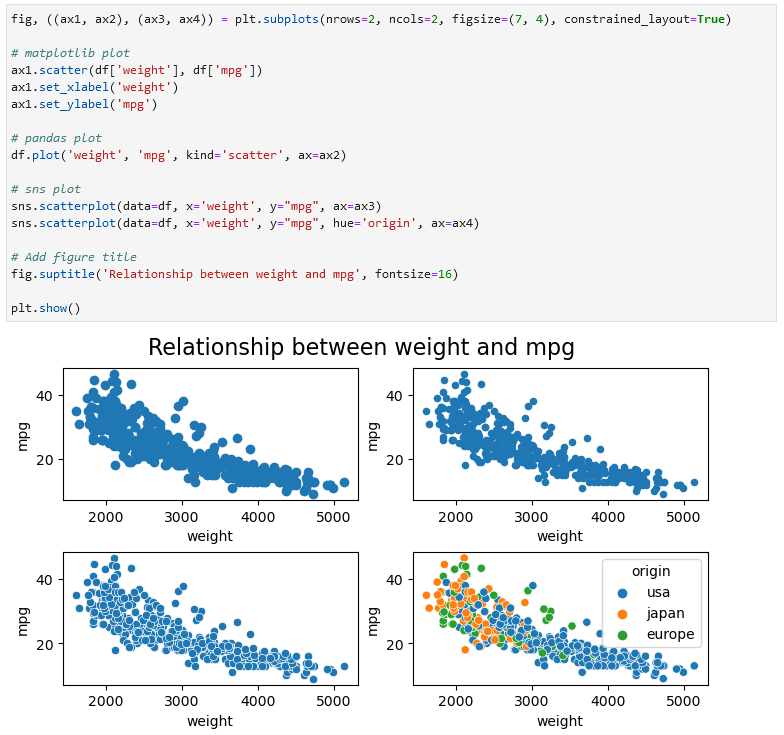 fig, ((ax1, ax2), (ax3, ax4)) = plt.subplots(nrows=2, ncols=2, figsize=(7, 4), constrained_layout=True)
# matplotlib plot
ax1.scatter(df['weight'], df['mpg'])
ax1.set_xlabel('weight')
ax1.set_ylabel('mpg')
# pandas plot
df.plot('weight', 'mpg', kind='scatter', ax=ax2)
# sns plot
sns.scatterplot(data=df, x='weight', y="mpg", ax=ax3)
sns.scatterplot(data=df, x='weight', y="mpg", hue='origin', ax=ax4)
# Add figure title
fig.suptitle('Relationship between weight and mpg', fontsize=16)
plt.show()
Relationship between weight and mpg
mpg
40
20
2000 3000 4000 5000
weight
mpg
40
20
2000 3000 4000 5000
weight
mpg
40
20
2000 3000 4000 5000
weight
mpg
40
20
origin
usa
japan
europe
2000 3000 4000 5000
weight